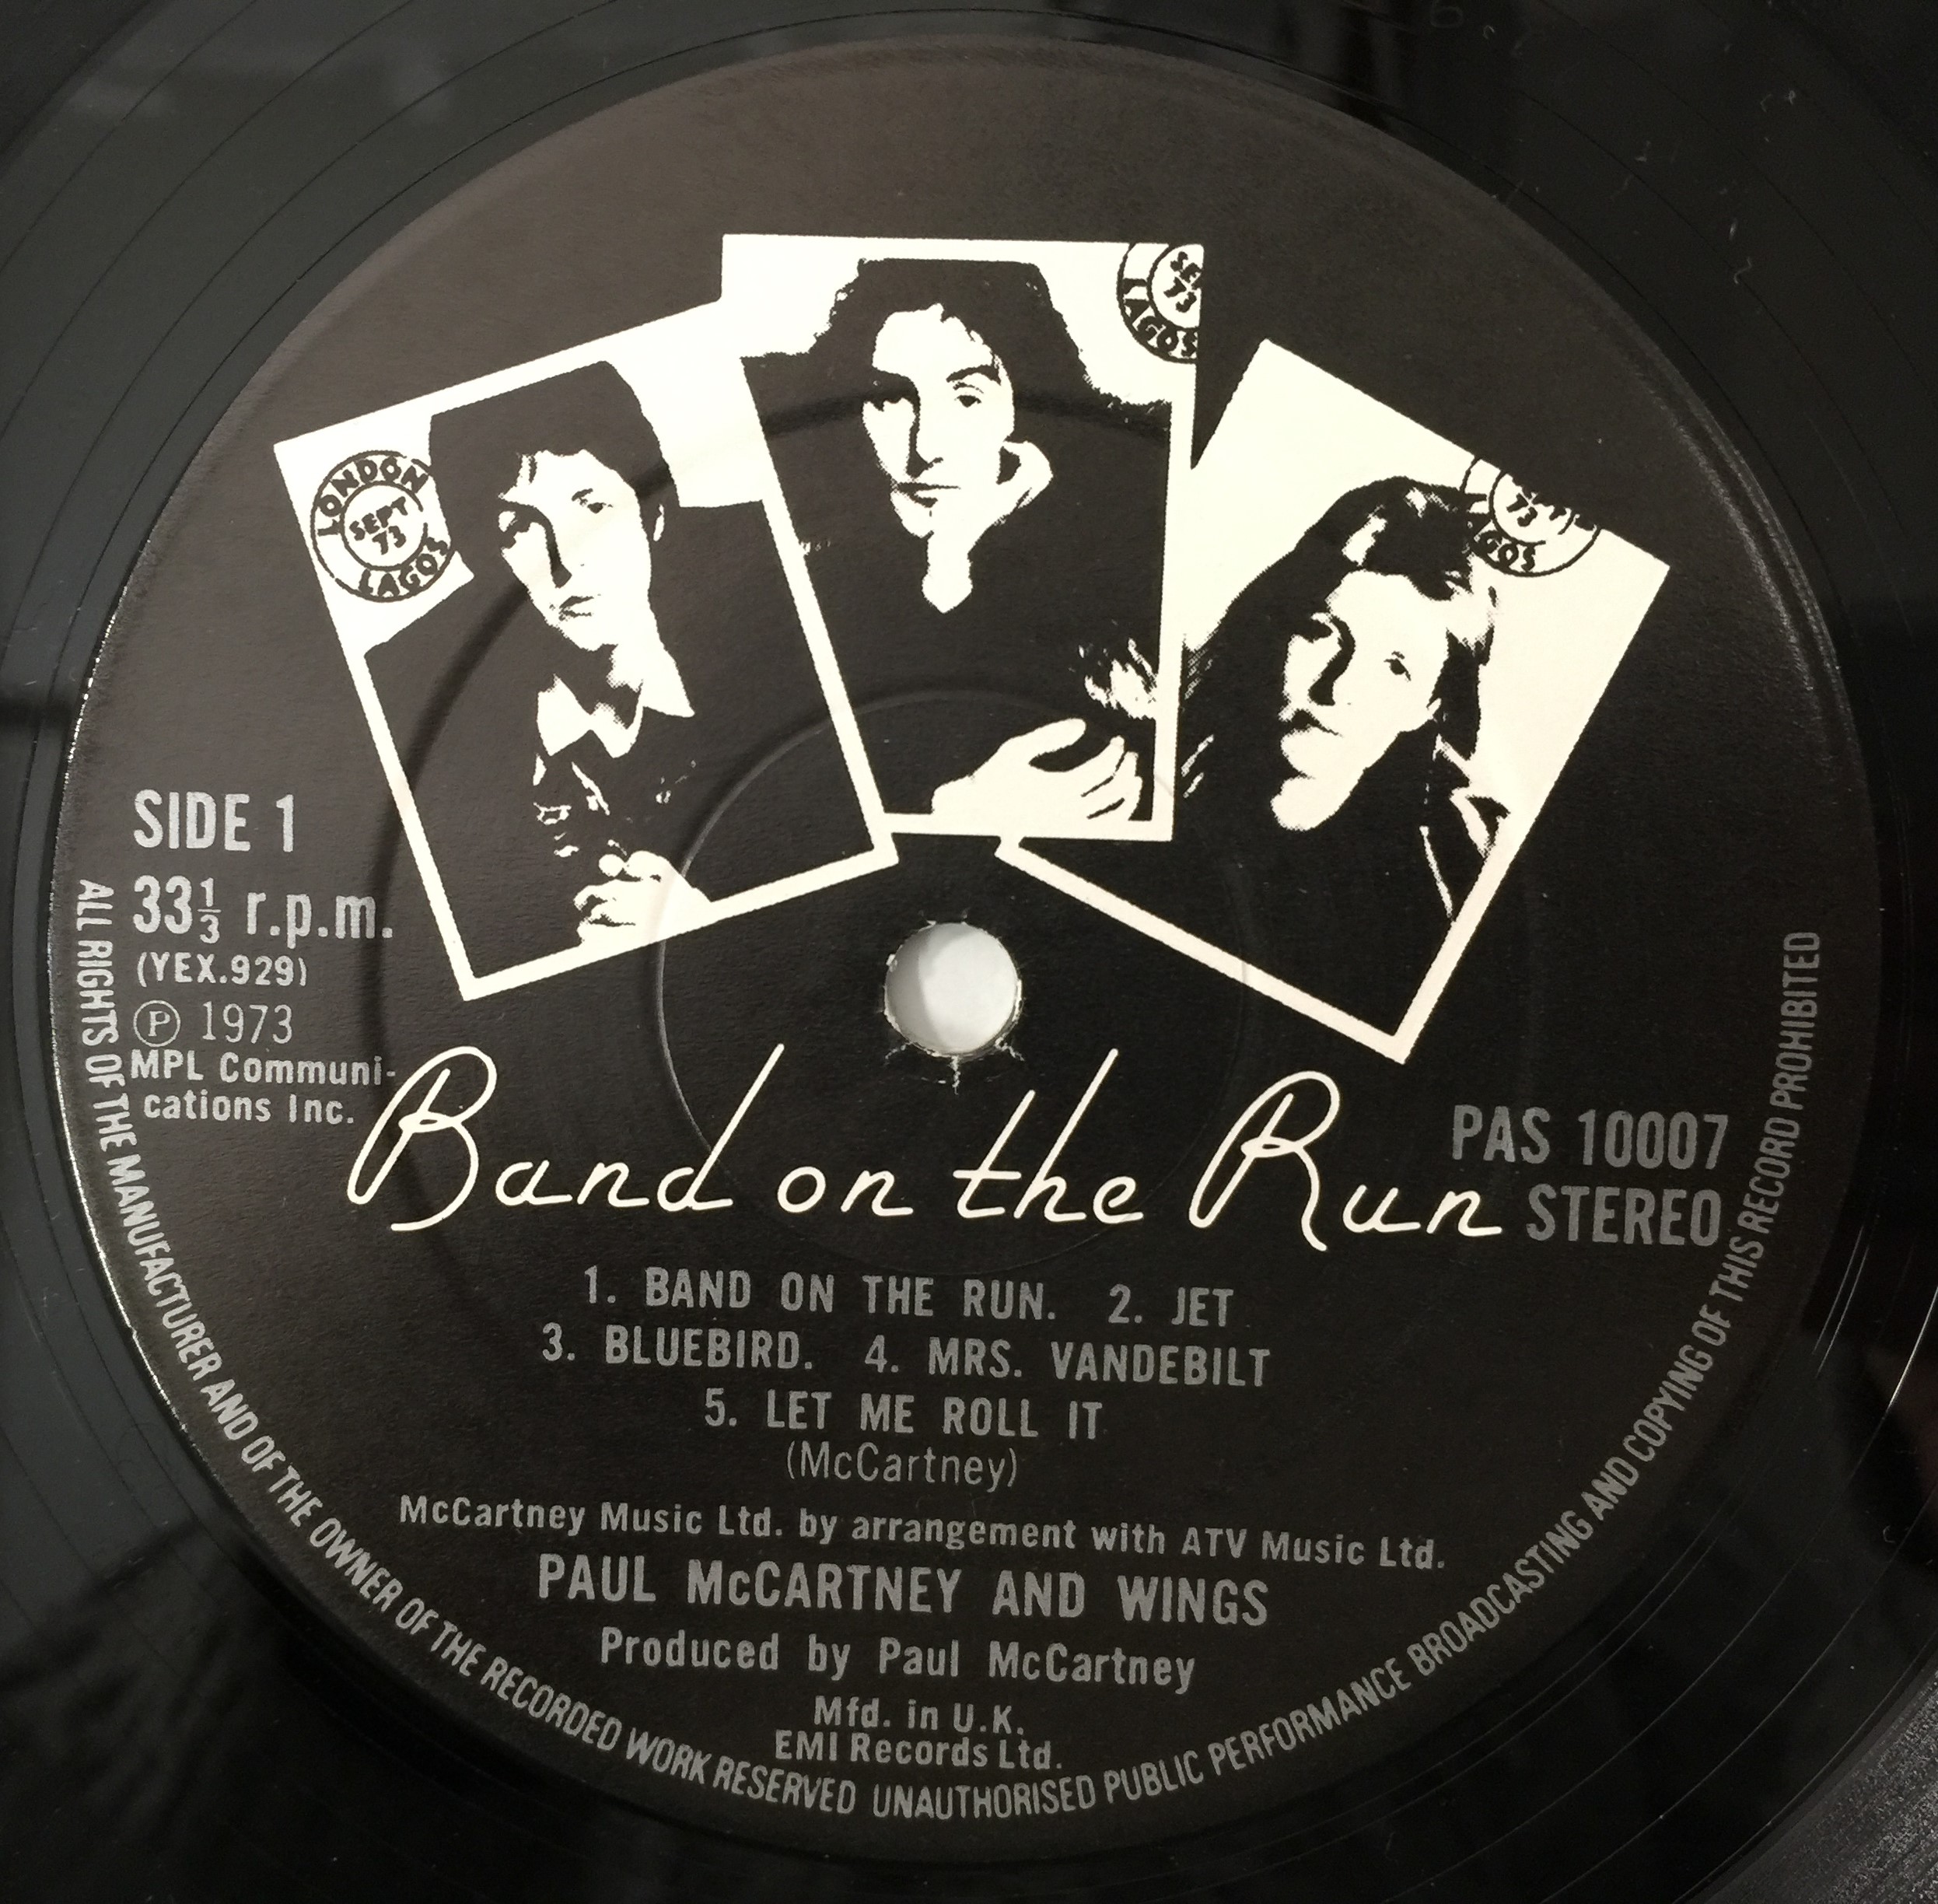 LONDON
SEPT
73
LAGOS
SE
73
LAGOS
73
GOS
SIDE 1
33⅓ r.p.m.
(YEX.929)
Ⓟ 1973
MPL Communi-
cations Inc.
Band on the Run
PAS 10007
STEREO
1. BAND ON THE RUN. 2. JET
3. BLUEBIRD. 4. MRS. VANDEBILT
5. LET ME ROLL IT
(McCartney)
McCartney Music Ltd. by arrangement with ATV Music Ltd.
PAUL McCARTNEY AND WINGS
Produced by Paul McCartney
Mfd. in U.K.
EMI Records Ltd.
ALL RIGHTS OF THE MANUFACTURER AND OF THE OWNER OF THE RECORDED WORK RESERVED UNAUTHORISED PUBLIC PERFORMANCE BROADCASTING AND COPYING OF THIS RECORD PROHIBITED